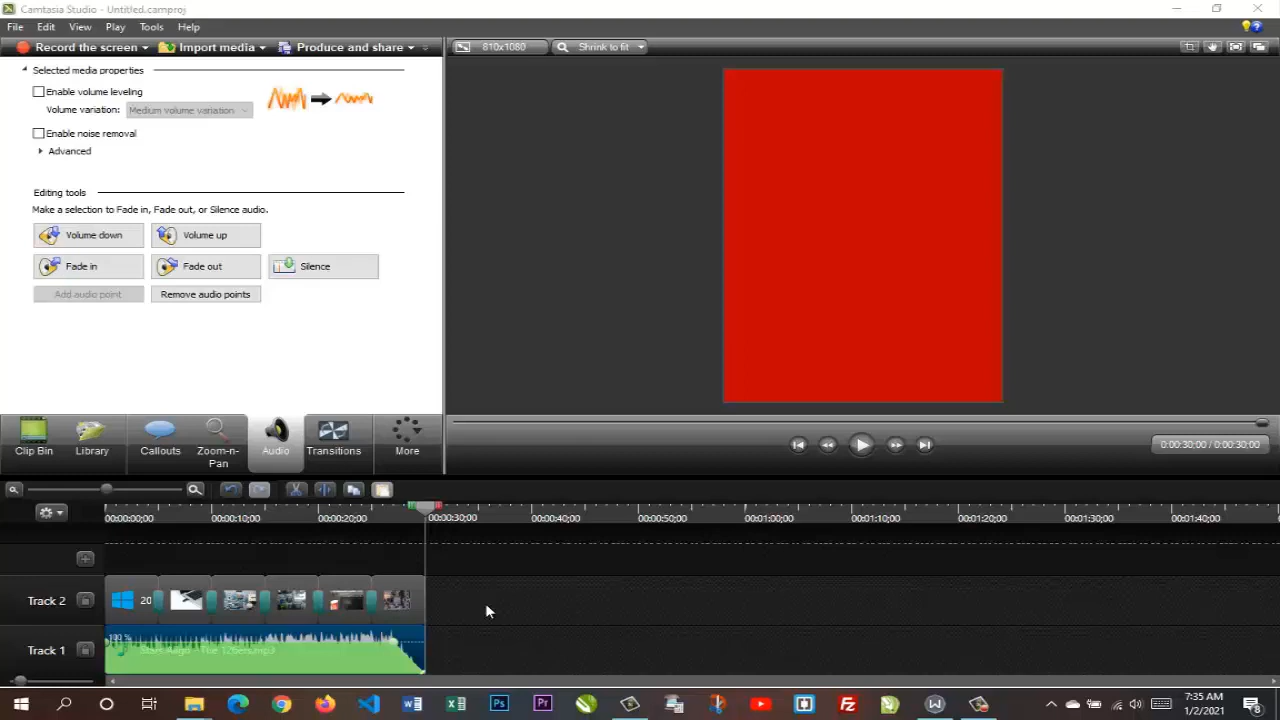 Camtasia Studio - Untitled.camproj
File Edit View Play Tools Help
Record the screen Import media Produce and share
810x1080 Shrink to fit
Selected media properties
Enable volume leveling
Volume variation: Medium volume variation
Enable noise removal
Advanced
Editing tools
Make a selection to Fade in, Fade out, or Silence audio.
Volume down Volume up
Fade in Fade out Silence
Add audio point Remove audio points
Clip Bin Library Callouts Zoom-n-Pan Audio Transitions More
0:00:30;00 / 0:00:30;00
00:00:00;00 00:00:10;00 00:00:20;00 00:00:30;00 00:00:40;00 00:00:50;00 00:01:00;00 00:01:10;00 00:01:20;00 00:01:30;00 00:01:40;00
Track 2 20
100 %
Track 1 Stars Align - The 126ers.mp3
7:35 AM
1/2/2021
8